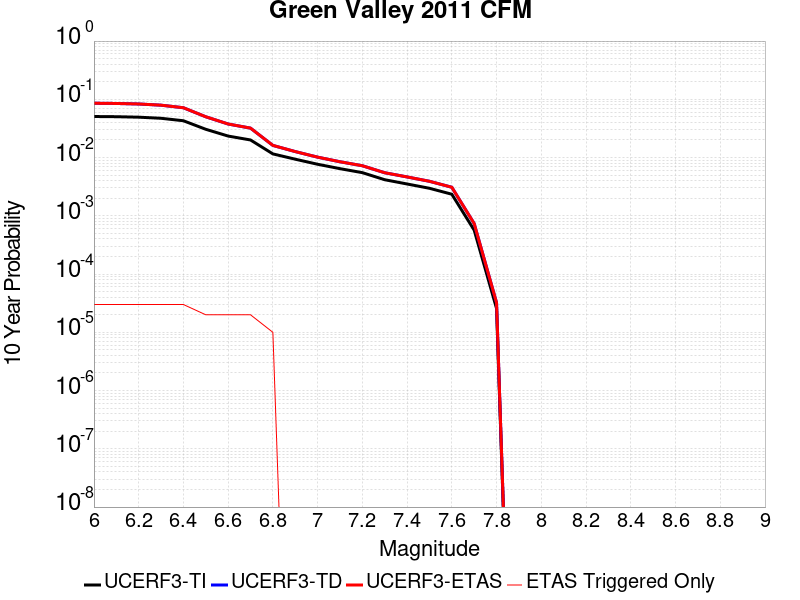 Green Valley 2011 CFM
10 Year Probability
10^0
10^-1
10^-2
10^-3
10^-4
10^-5
10^-6
10^-7
10^-8
6 6.2 6.4 6.6 6.8 7 7.2 7.4 7.6 7.8 8 8.2 8.4 8.6 8.8 9
Magnitude
UCERF3-TI UCERF3-TD UCERF3-ETAS ETAS Triggered Only